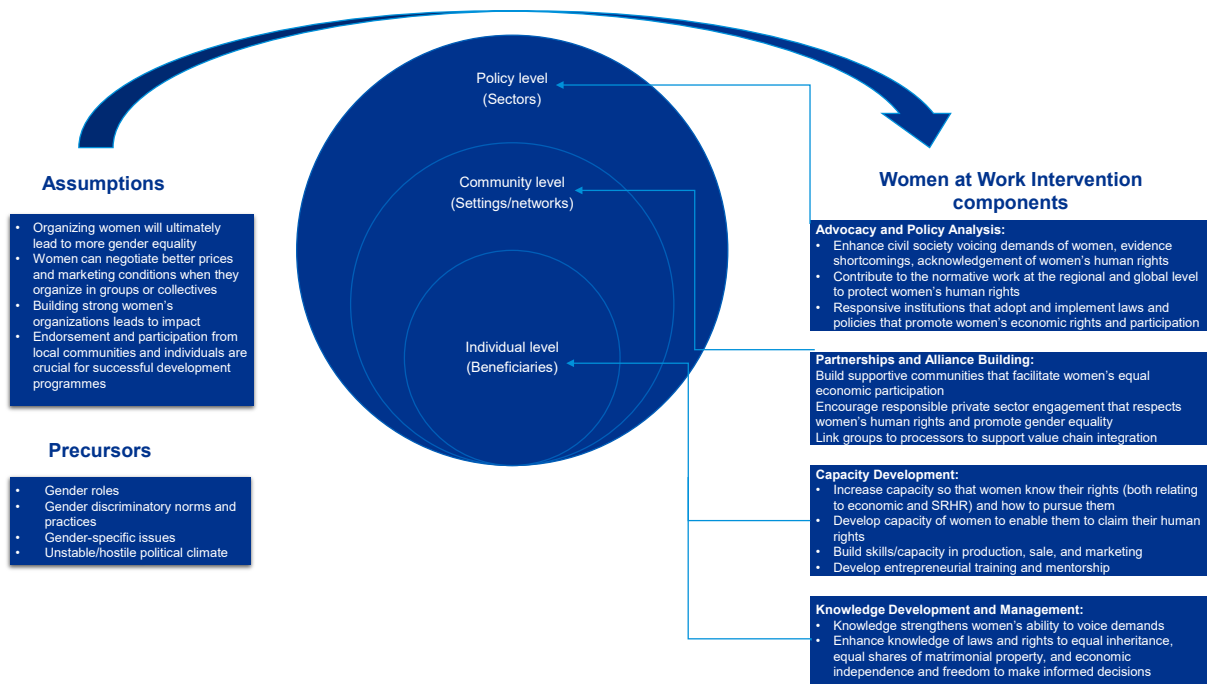 Assumptions
• Organizing women will ultimately
lead to more gender equality
• Women can negotiate better prices
and marketing conditions when they
organize in groups or collectives
• Building strong women’s
organizations leads to impact
• Endorsement and participation from
local communities and individuals are
crucial for successful development
programmes
Precursors
• Gender roles
• Gender discriminatory norms and
practices
• Gender-specific issues
• Unstable/hostile political climate
Policy level
(Sectors)
Community level
(Settings/networks)
Individual level
(Beneficiaries)
Women at Work Intervention
components
Advocacy and Policy Analysis:
• Enhance civil society voicing demands of women, evidence
shortcomings, acknowledgement of women’s human rights
• Contribute to the normative work at the regional and global level
to protect women’s human rights
• Responsive institutions that adopt and implement laws and
policies that promote women’s economic rights and participation
Partnerships and Alliance Building:
Build supportive communities that facilitate women’s equal
economic participation
Encourage responsible private sector engagement that respects
women’s human rights and promote gender equality
Link groups to processors to support value chain integration
Capacity Development:
• Increase capacity so that women know their rights (both relating
to economic and SRHR) and how to pursue them
• Develop capacity of women to enable them to claim their human
rights
• Build skills/capacity in production, sale, and marketing
• Develop entrepreneurial training and mentorship
Knowledge Development and Management:
• Knowledge strengthens women’s ability to voice demands
• Enhance knowledge of laws and rights to equal inheritance,
equal shares of matrimonial property, and economic
independence and freedom to make informed decisions